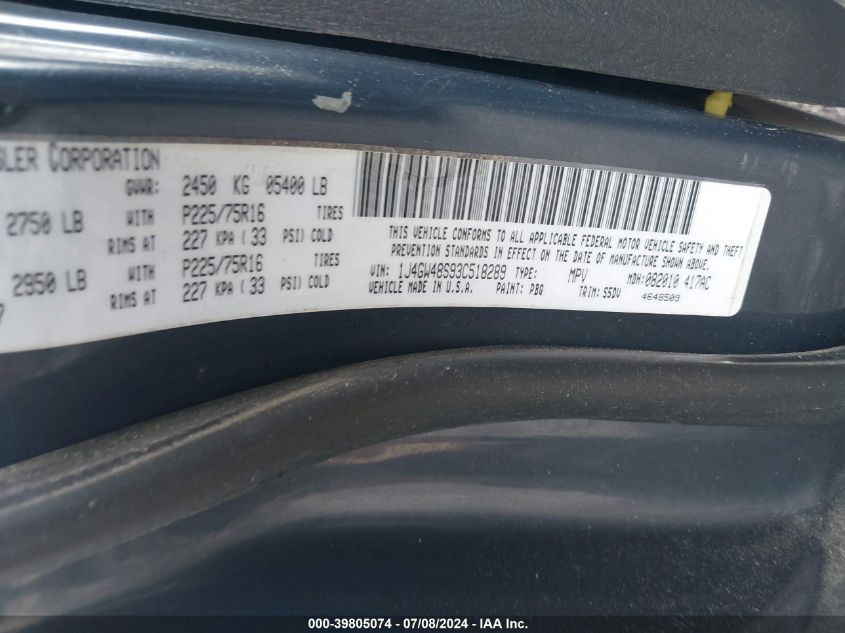 GLER CORPORATION
GVWR: 2450 KG 05400 LB
2750 LB WITH P225/75R16 TIRES
RIMS AT 227 KPA (33 PSI) COLD
2950 LB WITH P225/75R16 TIRES
RIMS AT 227 KPA (33 PSI) COLD
THIS VEHICLE CONFORMS TO ALL APPLICABLE FEDERAL MOTOR VEHICLE SAFETY AND THEFT
PREVENTION STANDARDS IN EFFECT ON THE DATE OF MANUFACTURE SHOWN ABOVE.
VIN: 1J4GW48S93C518289 TYPE: MPV MDH: 082010 417AC
VEHICLE MADE IN U.S.A. PAINT: PBG TRIM: S5DV 4648509
000-39805074 / 07/08/2024 / IAA Inc.